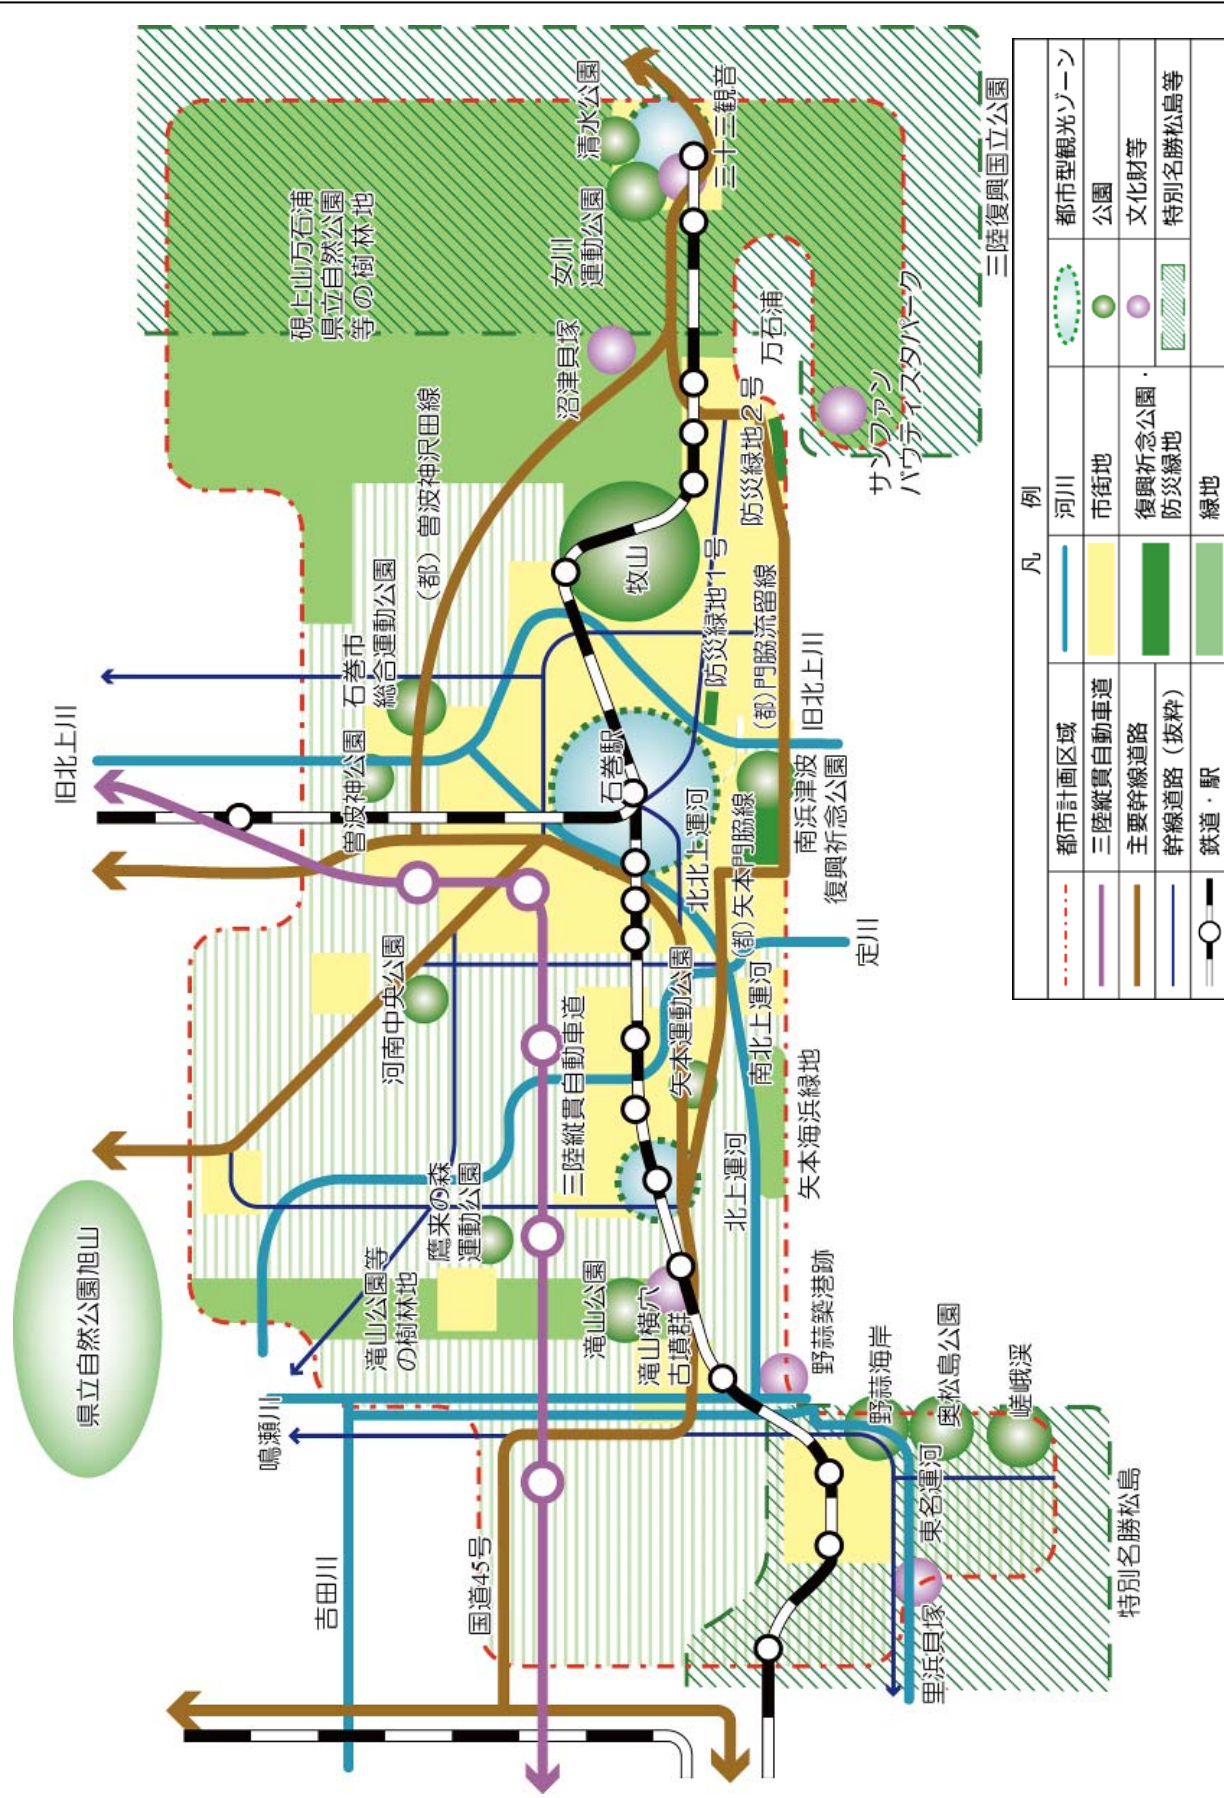 県立自然公園旭山
旧北上川
硯上山万石浦
県立自然公園
等の樹林地
吉田川
鳴瀬川
滝山公園等
の樹林地
鷹来の森
運動公園
河南中央公園
曽波神公園
石巻市
総合運動公園
(都) 曽波神沢田線
沼津貝塚
女川
運動公園
清水公園
国道45号
滝山公園
三陸縦貫自動車道
石巻駅
牧山
滝山横穴
古墳群
矢本運動公園
北北上運河
防災緑地1号
防災緑地2号
万石浦
三十三観音
北上運河
南北上運河
(都)矢本門脇線
(都)門脇流留線
矢本海浜緑地
野蒜築港跡
定川
南浜津波
復興祈念公園
旧北上川
サンファン
バウティスタパーク
三陸復興国立公園
野蒜海岸
奥松島公園
嵯峨渓
東名運河
里浜貝塚
特別名勝松島
凡 例
都市計画区域
河川
都市型観光ゾーン
三陸縦貫自動車道
市街地
公園
主要幹線道路
復興祈念公園・
防災緑地
文化財等
幹線道路(抜粋)
特別名勝松島等
鉄道・駅
緑地